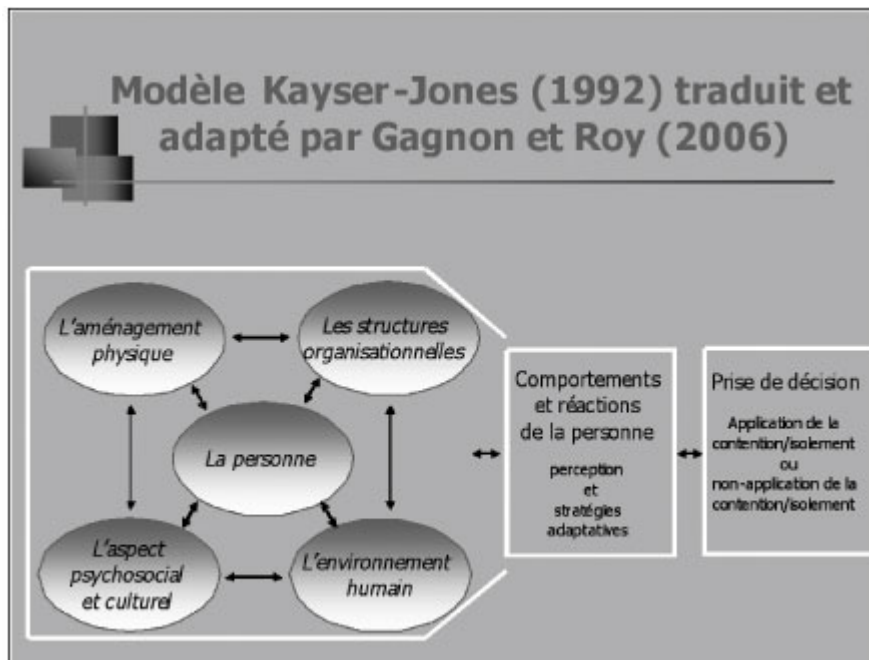 Modèle Kayser-Jones (1992) traduit et
adapté par Gagnon et Roy (2006)
L'aménagement
physique
Les structures
organisationnelles
La personne
L'aspect
psychosocial
et culturel
L'environnement
humain
Comportements
et réactions
de la personne
perception
et
stratégies
adaptatives
Prise de décision
Application de la
contention/isolement
ou
non-application de la
contention/isolement